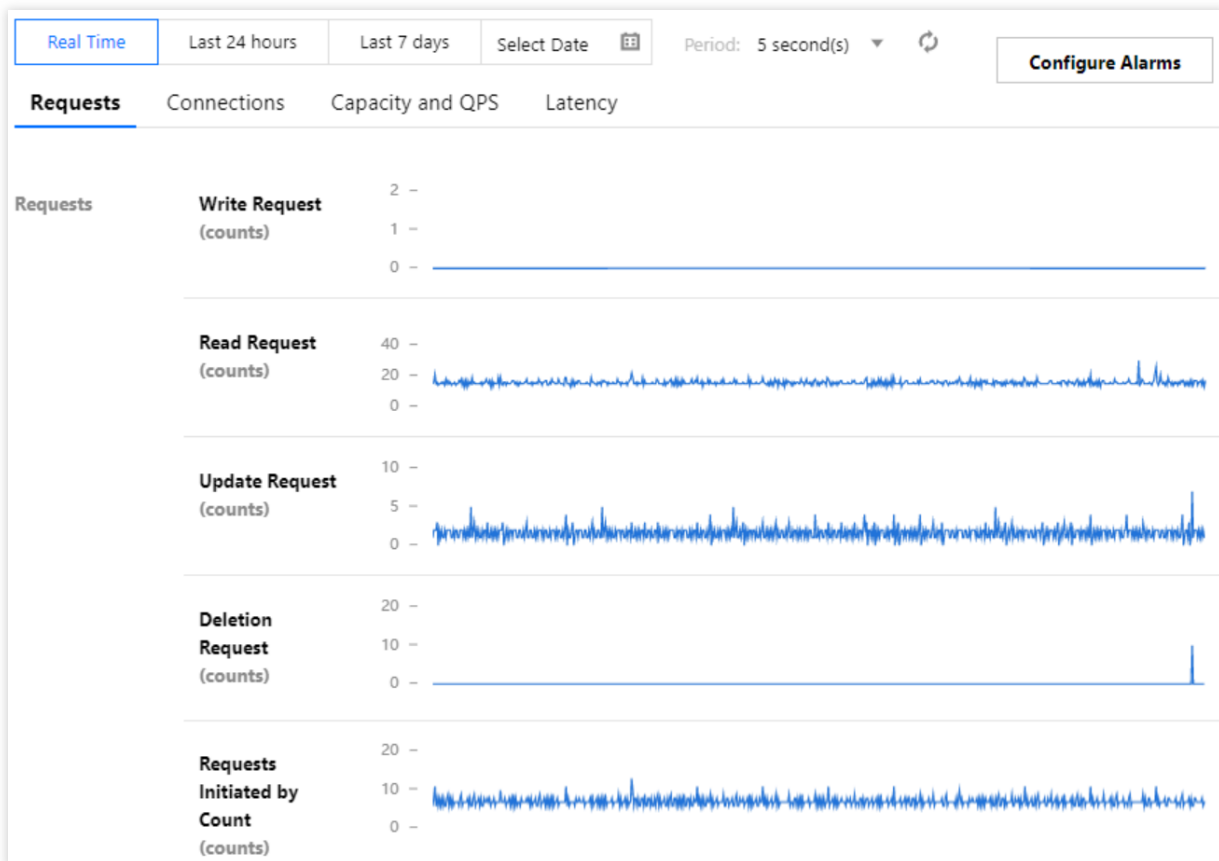 Real Time Last 24 hours Last 7 days Select Date Period: 5 second(s)
Configure Alarms
Requests Connections Capacity and QPS Latency
Requests
Write Request
(counts)
2
1
0
Read Request
(counts)
40
20
0
Update Request
(counts)
10
5
0
Deletion
Request
(counts)
20
10
0
Requests
Initiated by
Count
(counts)
20
10
0